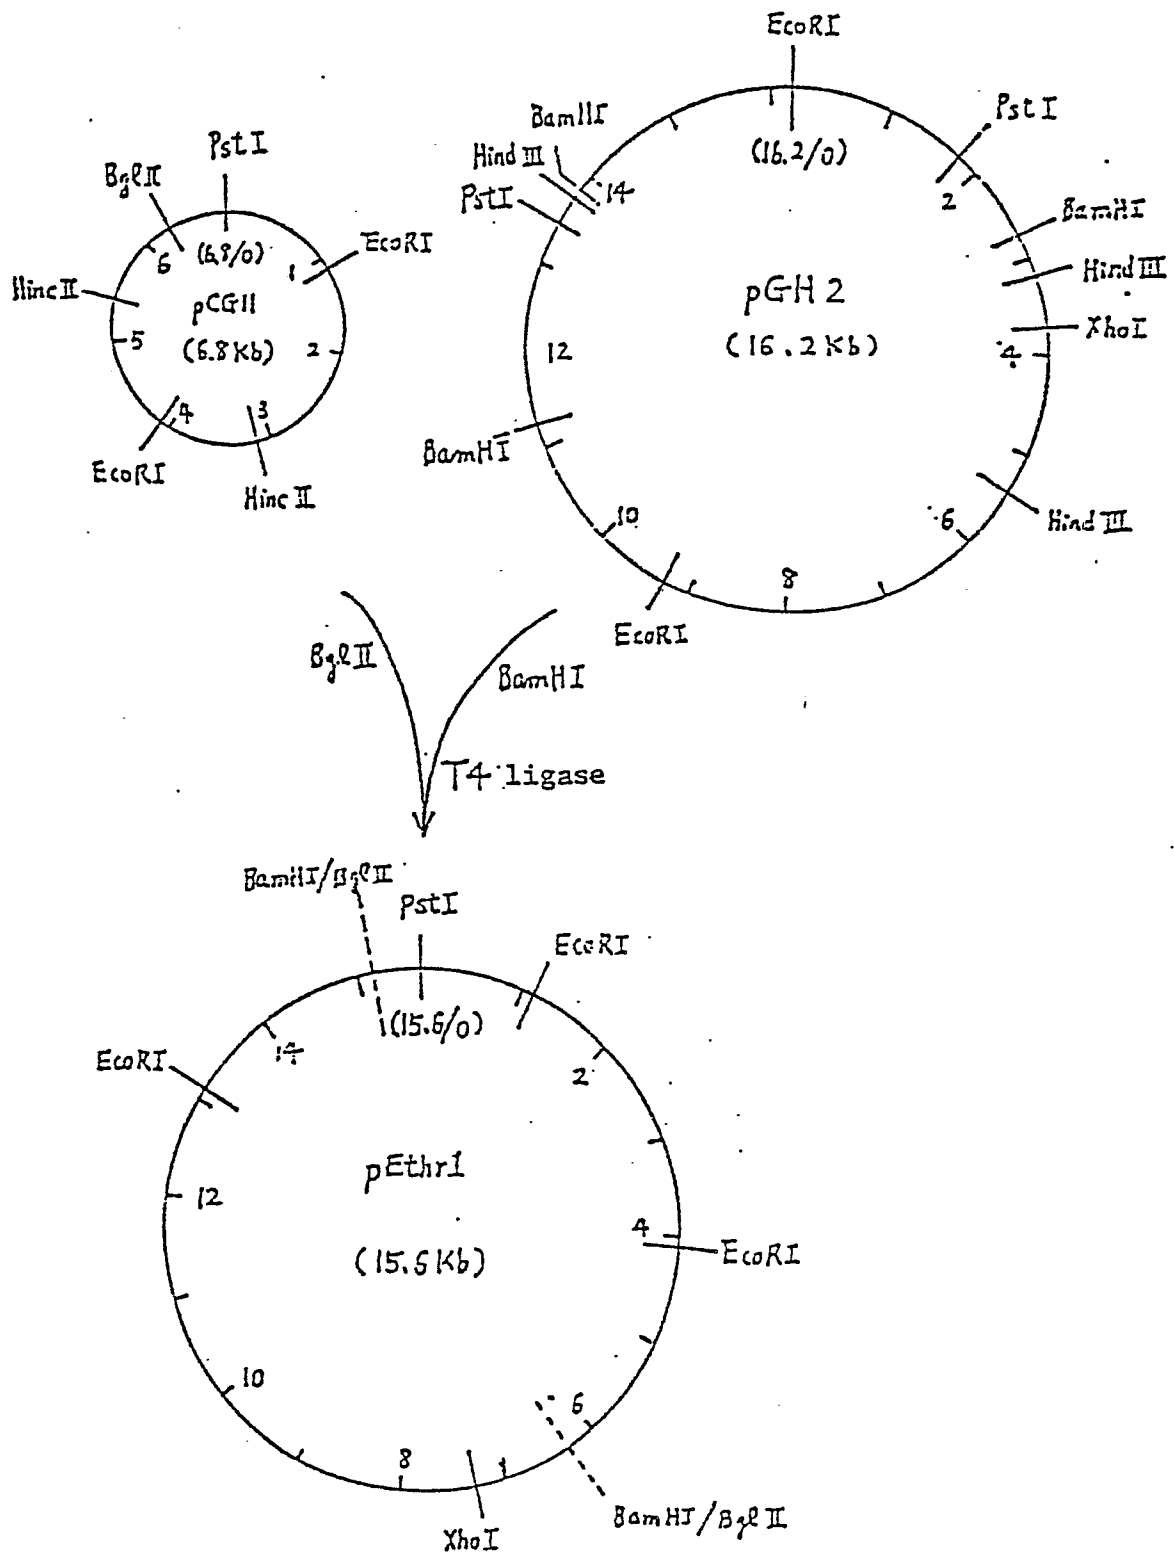 PstI
BglII
EcoRI
(6.8/0)
6
1
HincII
pCG11
(6.8Kb)
5
2
4
3
EcoRI
HincII
EcoRI
PstI
BamHI
HindIII
PstI
(16.2/0)
14
2
BamHI
HindIII
pGH2
(16.2Kb)
XhoI
12
4
BamHI
10
6
HindIII
8
EcoRI
BglII
BamHI
T4 ligase
BamHI/BglII
PstI
EcoRI
(15.6/0)
EcoRI
14
2
pEthr1
12
4
EcoRI
(15.6Kb)
10
6
8
BamHI/BglII
XhoI